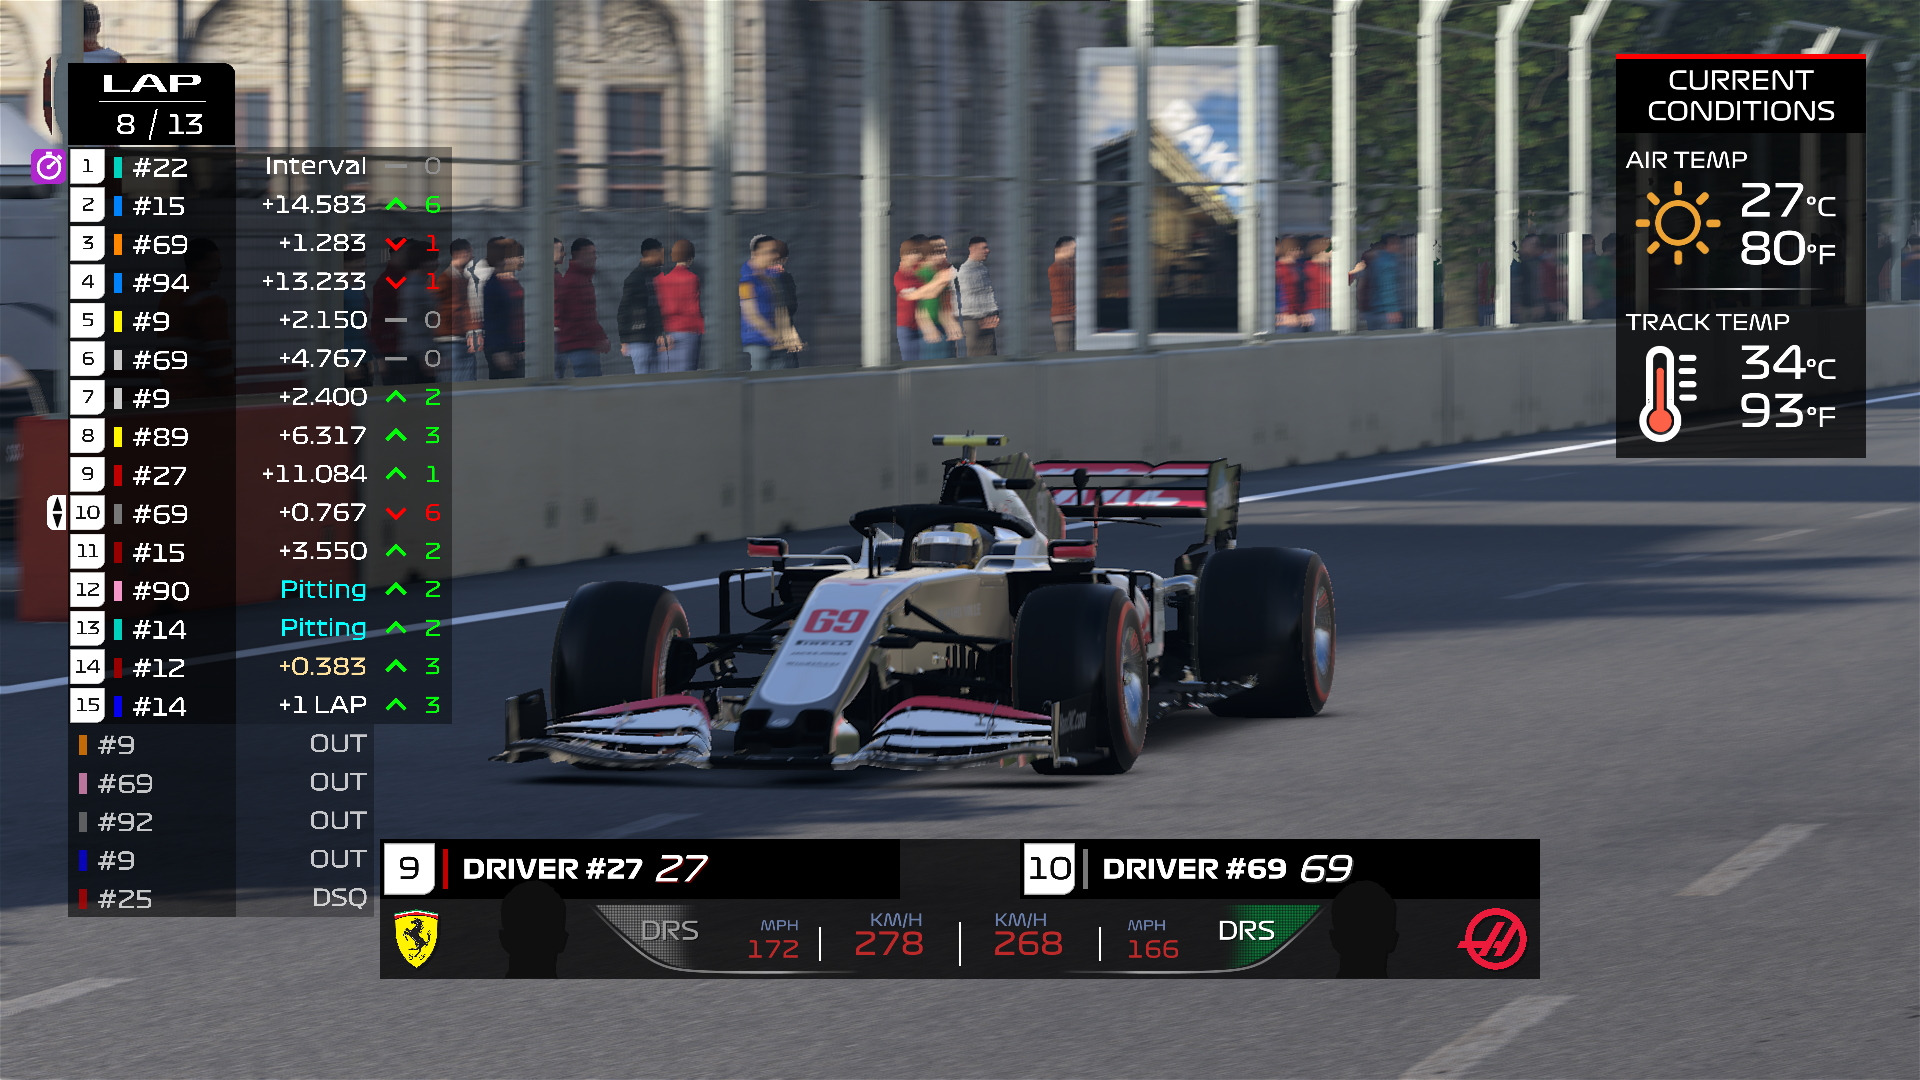 LAP
8 / 13
1 #22 Interval 0
2 #15 +14.583 6
3 #69 +1.283 1
4 #94 +13.233 1
5 #9 +2.150 0
6 #69 +4.767 0
7 #9 +2.400 2
8 #89 +6.317 3
9 #27 +11.084 1
10 #69 +0.767 6
11 #15 +3.550 2
12 #90 Pitting 2
13 #14 Pitting 2
14 #12 +0.383 3
15 #14 +1 LAP 3
#9 OUT
#69 OUT
#92 OUT
#9 OUT
#25 DSQ
CURRENT
CONDITIONS
AIR TEMP
27°C
80°F
TRACK TEMP
34°C
93°F
BAKU
69
PIRELLI
9 DRIVER #27 27
DRS
MPH
172
KM/H
278
10 DRIVER #69 69
KM/H
268
MPH
166
DRS